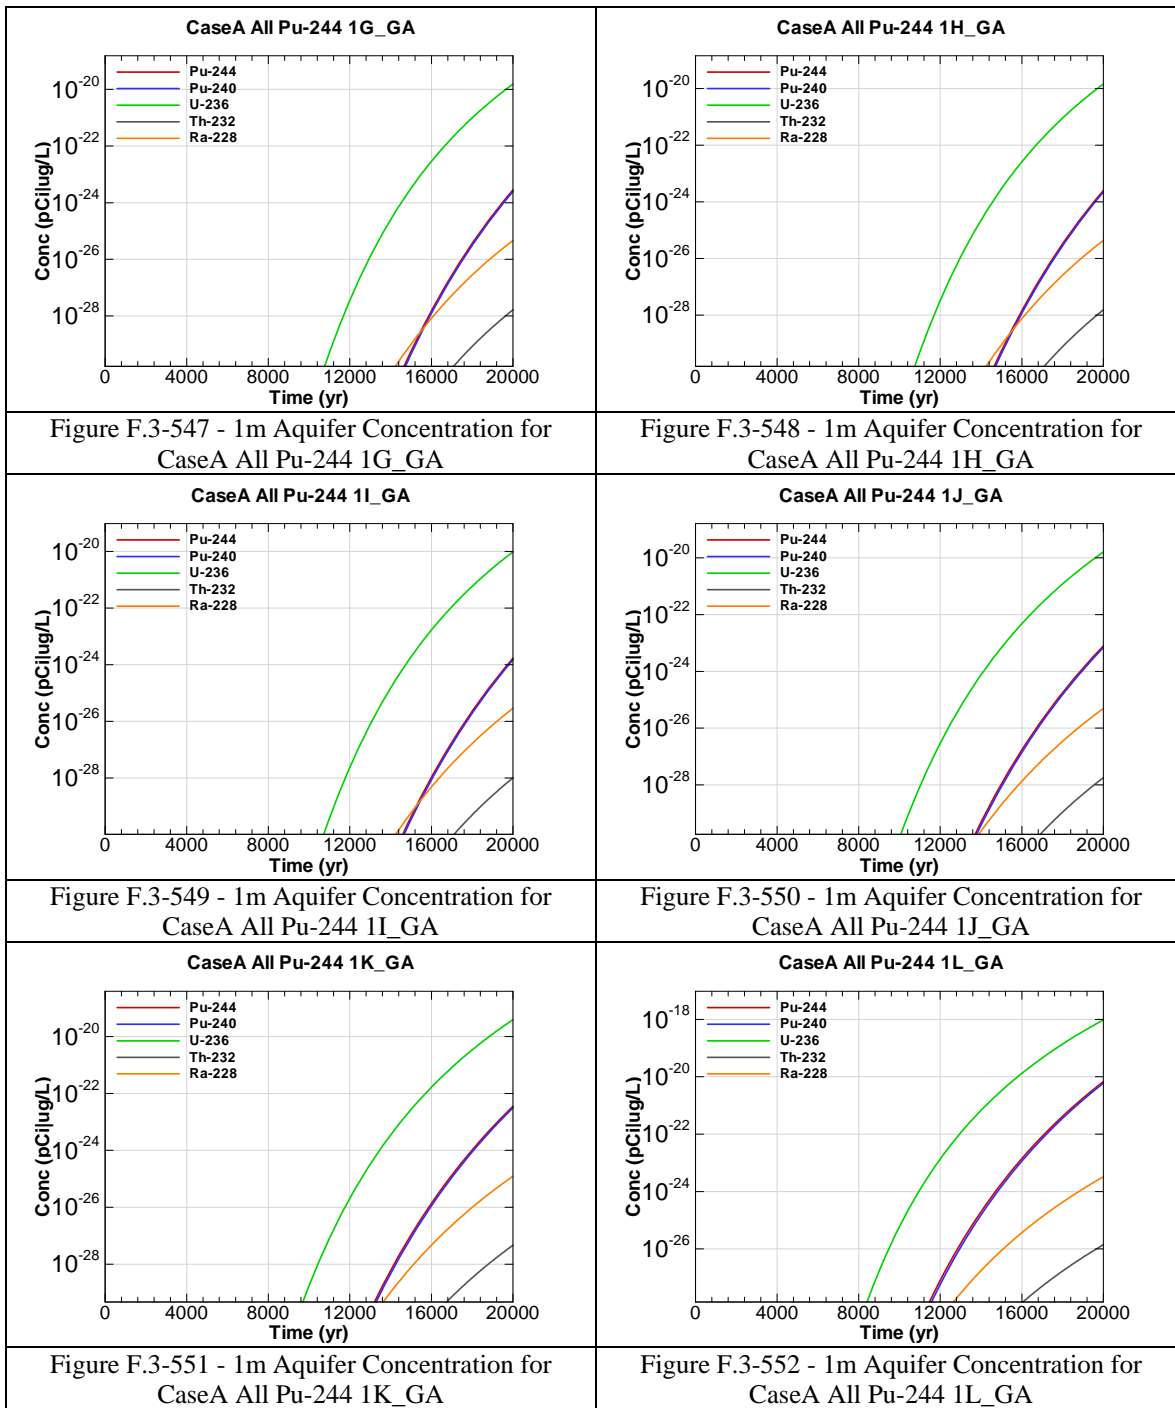 CaseA All Pu-244 1G_GA
Pu-244
Pu-240
U-236
Th-232
Ra-228
Conc (pCi|ug/L)
10-20
10-22
10-24
10-26
10-28
0 4000 8000 12000 16000 20000
Time (yr)
Figure F.3-547 - 1m Aquifer Concentration for
CaseA All Pu-244 1G_GA
CaseA All Pu-244 1H_GA
Pu-244
Pu-240
U-236
Th-232
Ra-228
Conc (pCi|ug/L)
10-20
10-22
10-24
10-26
10-28
0 4000 8000 12000 16000 20000
Time (yr)
Figure F.3-548 - 1m Aquifer Concentration for
CaseA All Pu-244 1H_GA
CaseA All Pu-244 1I_GA
Pu-244
Pu-240
U-236
Th-232
Ra-228
Conc (pCi|ug/L)
10-20
10-22
10-24
10-26
10-28
0 4000 8000 12000 16000 20000
Time (yr)
Figure F.3-549 - 1m Aquifer Concentration for
CaseA All Pu-244 1I_GA
CaseA All Pu-244 1J_GA
Pu-244
Pu-240
U-236
Th-232
Ra-228
Conc (pCi|ug/L)
10-20
10-22
10-24
10-26
10-28
0 4000 8000 12000 16000 20000
Time (yr)
Figure F.3-550 - 1m Aquifer Concentration for
CaseA All Pu-244 1J_GA
CaseA All Pu-244 1K_GA
Pu-244
Pu-240
U-236
Th-232
Ra-228
Conc (pCi|ug/L)
10-20
10-22
10-24
10-26
10-28
0 4000 8000 12000 16000 20000
Time (yr)
Figure F.3-551 - 1m Aquifer Concentration for
CaseA All Pu-244 1K_GA
CaseA All Pu-244 1L_GA
Pu-244
Pu-240
U-236
Th-232
Ra-228
Conc (pCi|ug/L)
10-18
10-20
10-22
10-24
10-26
0 4000 8000 12000 16000 20000
Time (yr)
Figure F.3-552 - 1m Aquifer Concentration for
CaseA All Pu-244 1L_GA